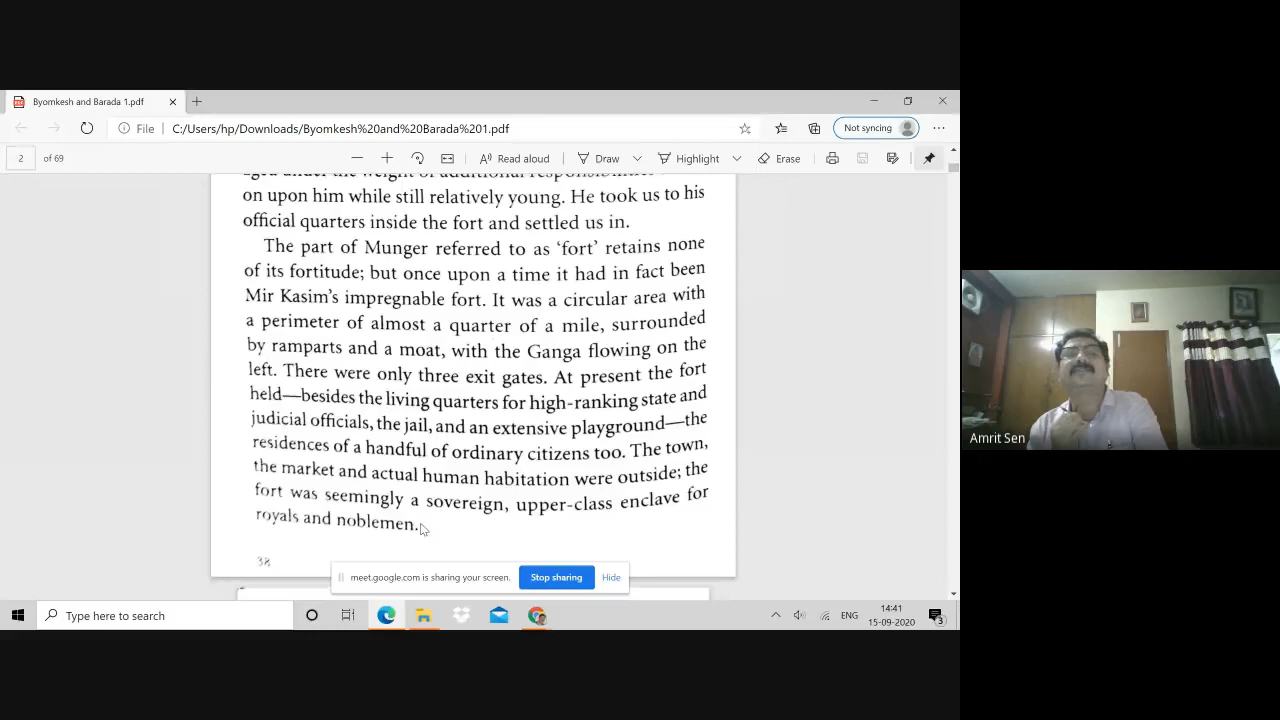 Byomkesh and Barada 1.pdf
File C:/Users/hp/Downloads/Byomkesh%20and%20Barada%201.pdf Not syncing
2 of 69 Read aloud Draw Highlight Erase
on upon him while still relatively young. He took us to his
official quarters inside the fort and settled us in.
The part of Munger referred to as ‘fort’ retains none
of its fortitude; but once upon a time it had in fact been
Mir Kasim’s impregnable fort. It was a circular area with
a perimeter of almost a quarter of a mile, surrounded
by ramparts and a moat, with the Ganga flowing on the
left. There were only three exit gates. At present the fort
held—besides the living quarters for high-ranking state and
judicial officials, the jail, and an extensive playground—the
residences of a handful of ordinary citizens too. The town,
the market and actual human habitation were outside; the
fort was seemingly a sovereign, upper-class enclave for
royals and noblemen.
38
meet.google.com is sharing your screen. Stop sharing Hide
Type here to search
ENG
14:41
15-09-2020
3
Amrit Sen